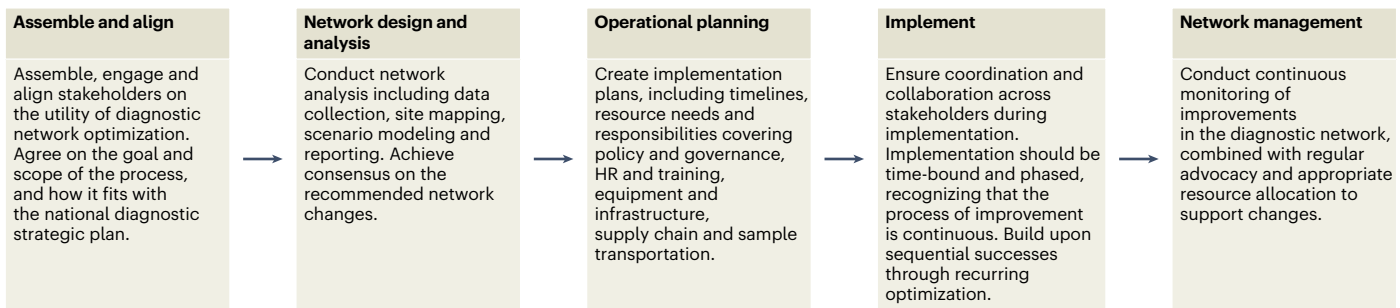 Assemble and align
Assemble, engage and
align stakeholders on
the utility of diagnostic
network optimization.
Agree on the goal and
scope of the process,
and how it fits with
the national diagnostic
strategic plan.
Network design and
analysis
Conduct network
analysis including data
collection, site mapping,
scenario modeling and
reporting. Achieve
consensus on the
recommended network
changes.
Operational planning
Create implementation
plans, including timelines,
resource needs and
responsibilities covering
policy and governance,
HR and training,
equipment and
infrastructure,
supply chain and sample
transportation.
Implement
Ensure coordination and
collaboration across
stakeholders during
implementation.
Implementation should be
time-bound and phased,
recognizing that the
process of improvement
is continuous. Build upon
sequential successes
through recurring
optimization.
Network management
Conduct continuous
monitoring of
improvements
in the diagnostic network,
combined with regular
advocacy and appropriate
resource allocation to
support changes.